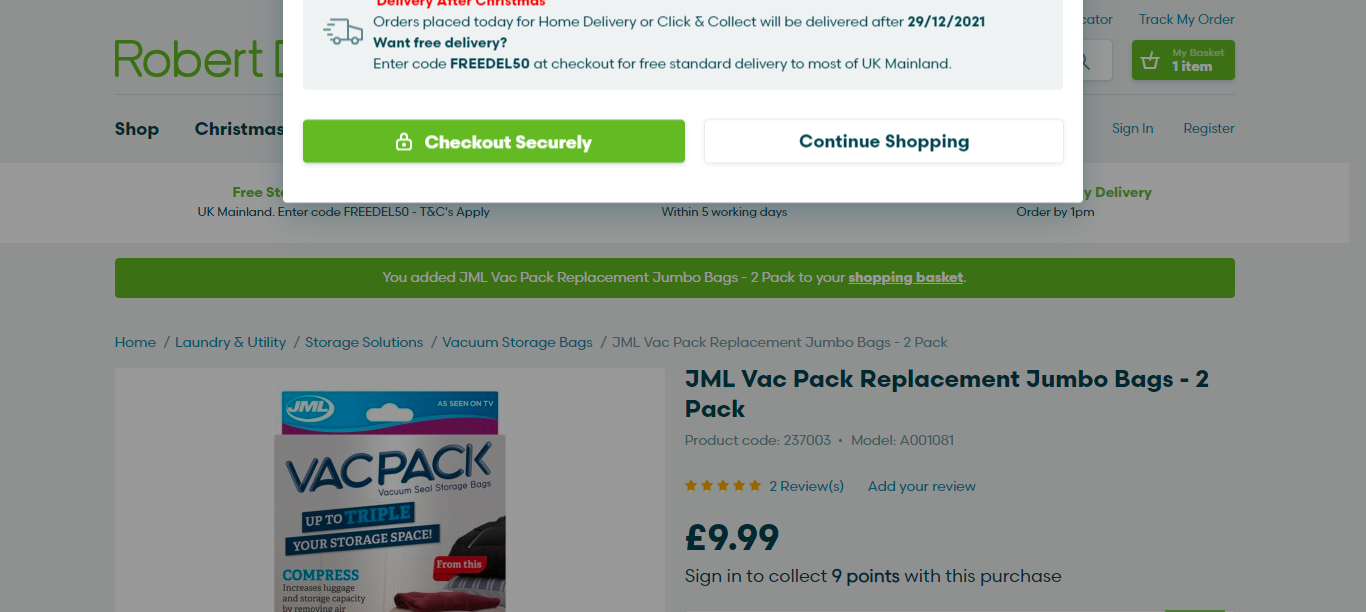 Delivery After Christmas
Orders placed today for Home Delivery or Click & Collect will be delivered after 29/12/2021
Want free delivery?
Enter code FREEDEL50 at checkout for free standard delivery to most of UK Mainland.
Checkout Securely
Continue Shopping
Track My Order
Robert
My Basket
1 item
Shop
Christmas
Sign In
Register
Free
Delivery
UK Mainland. Enter code FREEDEL50 - T&C's Apply
Within 5 working days
Order by 1pm
You added JML Vac Pack Replacement Jumbo Bags - 2 Pack to your shopping basket.
Home / Laundry & Utility / Storage Solutions / Vacuum Storage Bags / JML Vac Pack Replacement Jumbo Bags - 2 Pack
JML
AS SEEN ON TV
VACPACK
Vacuum Seal Storage Bags
UP TO TRIPLE
YOUR STORAGE SPACE!
From this
COMPRESS
Increases luggage
and storage capacity
by removing air
JML Vac Pack Replacement Jumbo Bags - 2
Pack
Product code: 237003 • Model: A001081
2 Review(s)
Add your review
£9.99
Sign in to collect 9 points with this purchase